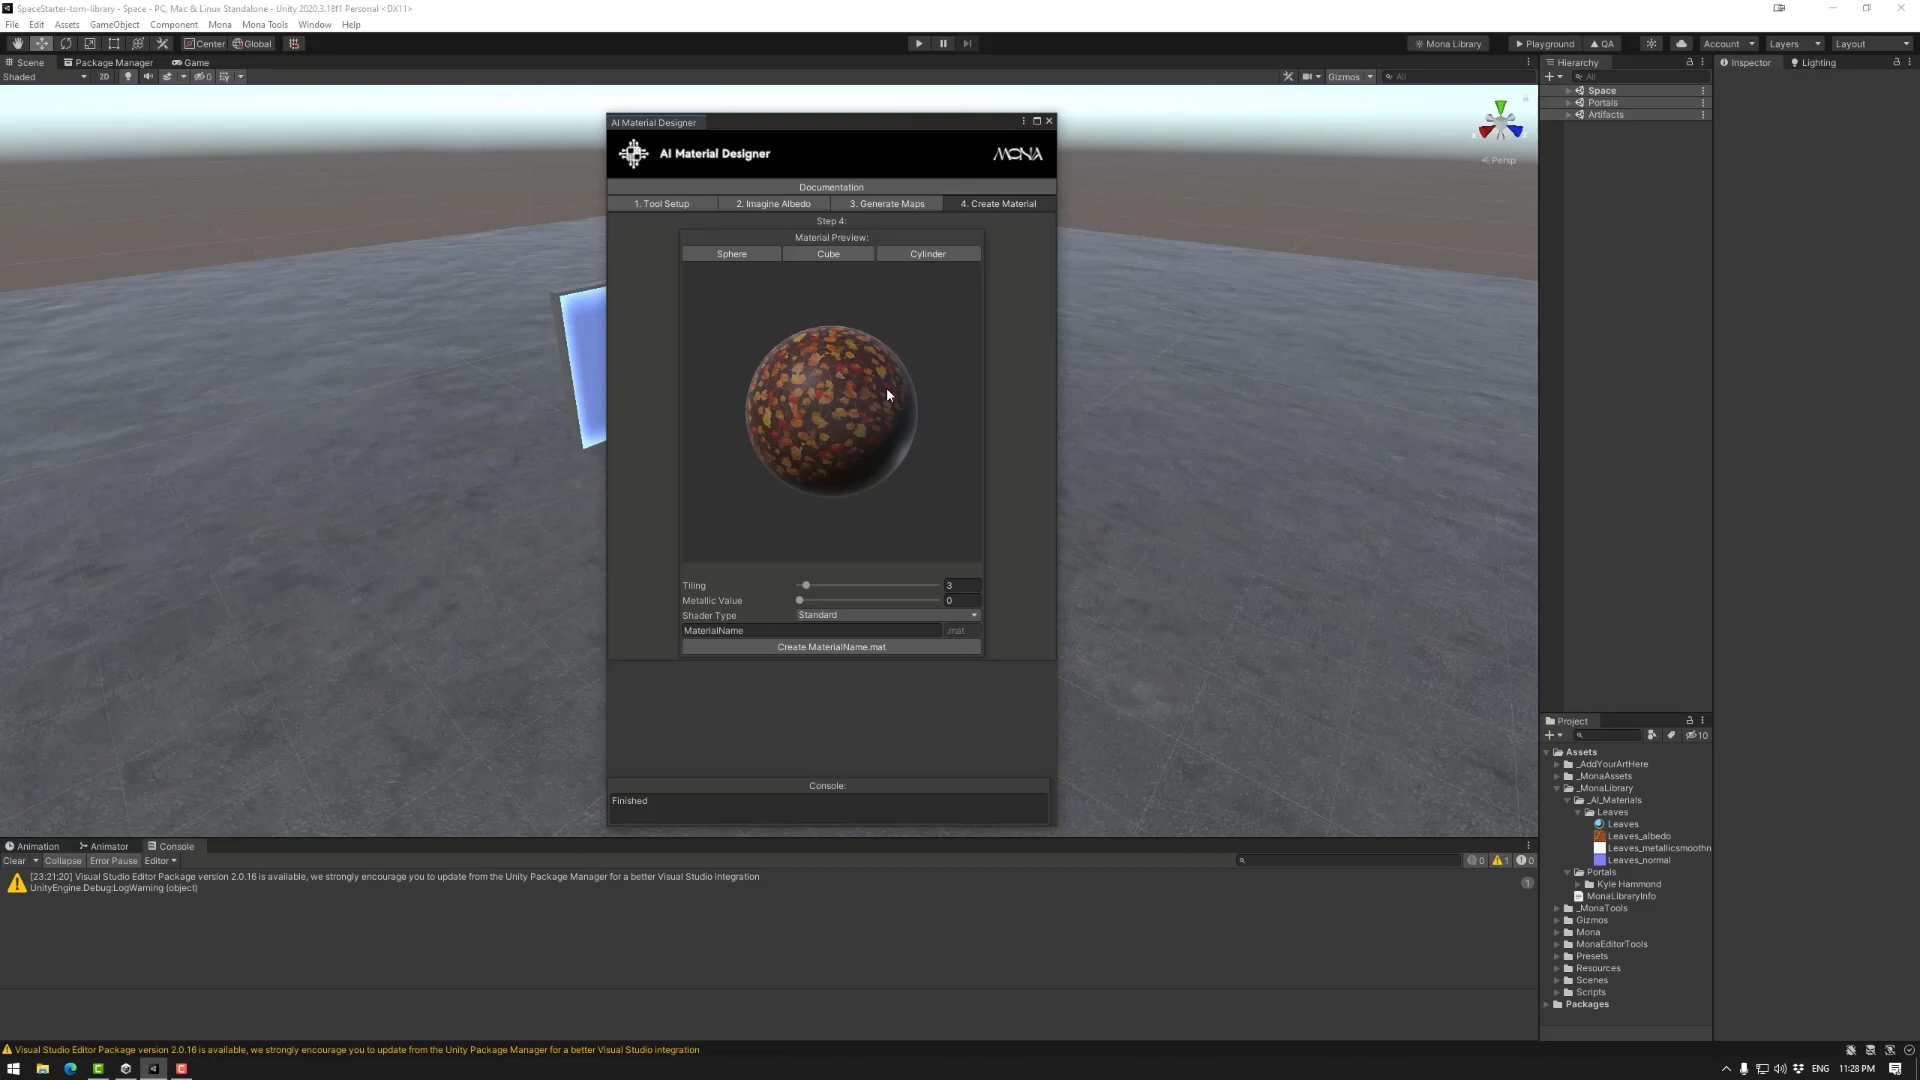 SpaceStarter-tom-library - Space - PC, Mac & Linux Standalone - Unity 2020.3.18f1 Personal <DX11>
File Edit Assets GameObject Component Mona Mona Tools Window Help
Center Global
Mona Library Playground QA Account Layers Layout
Scene Package Manager Game
Shaded 2D 0 Gizmos All
Persp
Hierarchy
All
Space
Portals
Artifacts
Inspector Lighting
AI Material Designer
AI Material Designer MONA
Documentation
1. Tool Setup 2. Imagine Albedo 3. Generate Maps 4. Create Material
Step 4:
Material Preview:
Sphere Cube Cylinder
Tiling 3
Metallic Value 0
Shader Type Standard
MaterialName .mat
Create MaterialName.mat
Console:
Finished
Project
10
Assets
_AddYourArtHere
_MonaAssets
_MonaLibrary
_AI_Materials
Leaves
Leaves
Leaves_albedo
Leaves_metallicsmoothn
Leaves_normal
Portals
Kyle Hammond
MonaLibraryInfo
_MonaTools
Gizmos
Mona
MonaEditorTools
Presets
Resources
Scenes
Scripts
Packages
Animation Animator Console
Clear Collapse Error Pause Editor 0 1 0
[23:21:20] Visual Studio Editor Package version 2.0.16 is available, we strongly encourage you to update from the Unity Package Manager for a better Visual Studio integration
UnityEngine.Debug:LogWarning (object)
1
Visual Studio Editor Package version 2.0.16 is available, we strongly encourage you to update from the Unity Package Manager for a better Visual Studio integration
ENG 11:28 PM